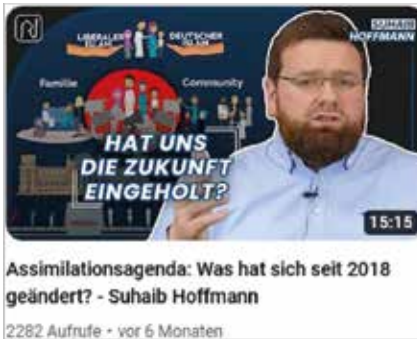 LIBERALER ISLAM
DEUTSCHER ISLAM
SUHAIB
HOFFMANN
Familie
Community
HAT UNS
DIE ZUKUNFT
EINGEHOLT?
15:15
Assimilationsagenda: Was hat sich seit 2018
geändert? - Suhaib Hoffmann
2282 Aufrufe • vor 6 Monaten